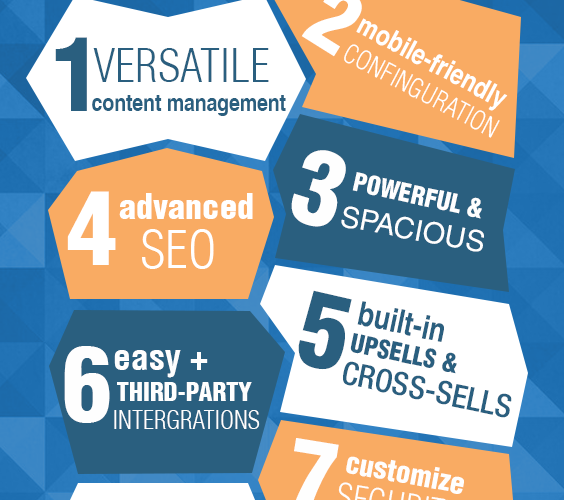 1 VERSATILE
content management
2 mobile-friendly
CONFINGURATION
3 POWERFUL &
SPACIOUS
4 advanced
SEO
5 built-in
UPSELLS &
CROSS-SELLS
6 easy +
THIRD-PARTY
INTERGRATIONS
7 customize
SECURITY